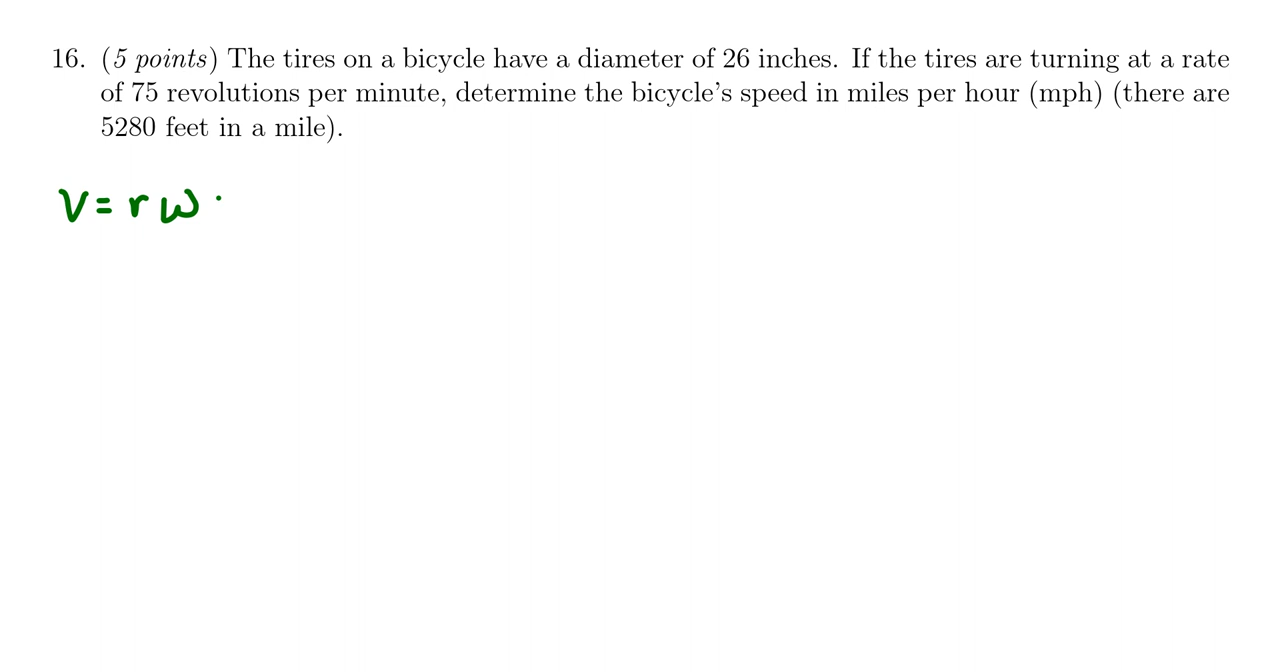 16. (5 points) The tires on a bicycle have a diameter of 26 inches. If the tires are turning at a rate
of 75 revolutions per minute, determine the bicycle's speed in miles per hour (mph) (there are
5280 feet in a mile).
V = r ω ·